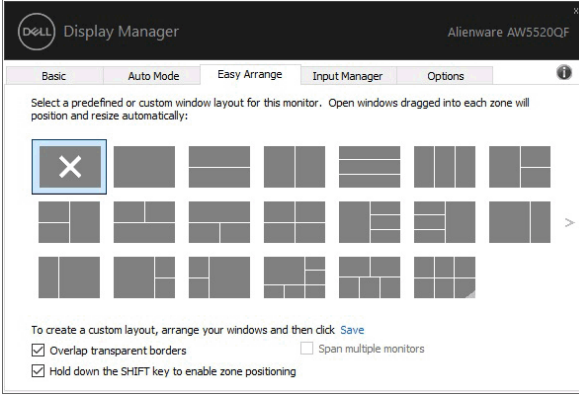 DELL Display Manager
Alienware AW5520QF
Basic
Auto Mode
Easy Arrange
Input Manager
Options
Select a predefined or custom window layout for this monitor. Open windows dragged into each zone will
position and resize automatically:
To create a custom layout, arrange your windows and then click Save
Overlap transparent borders
Span multiple monitors
Hold down the SHIFT key to enable zone positioning